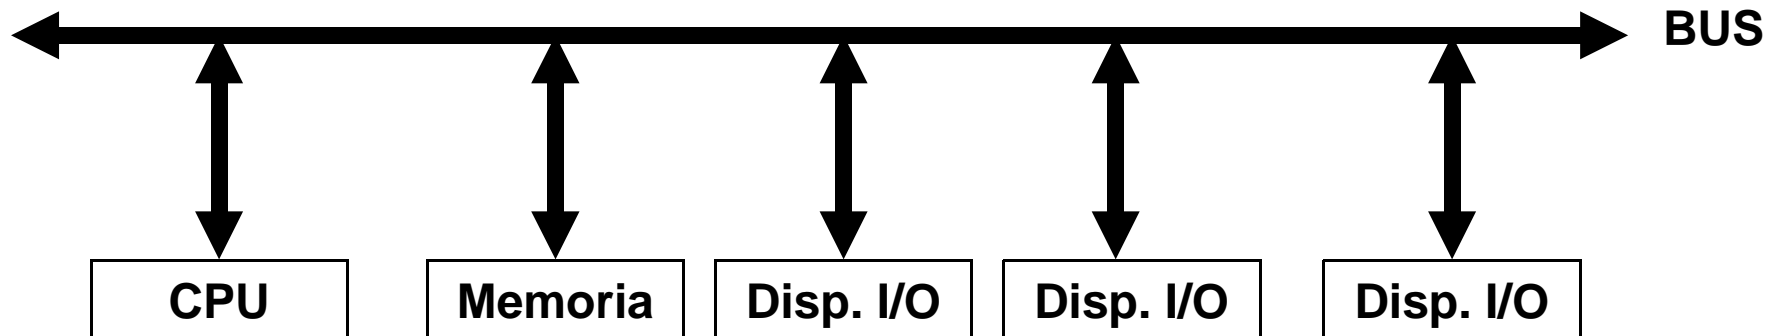 BUS
CPU Memoria Disp. I/O Disp. I/O Disp. I/O